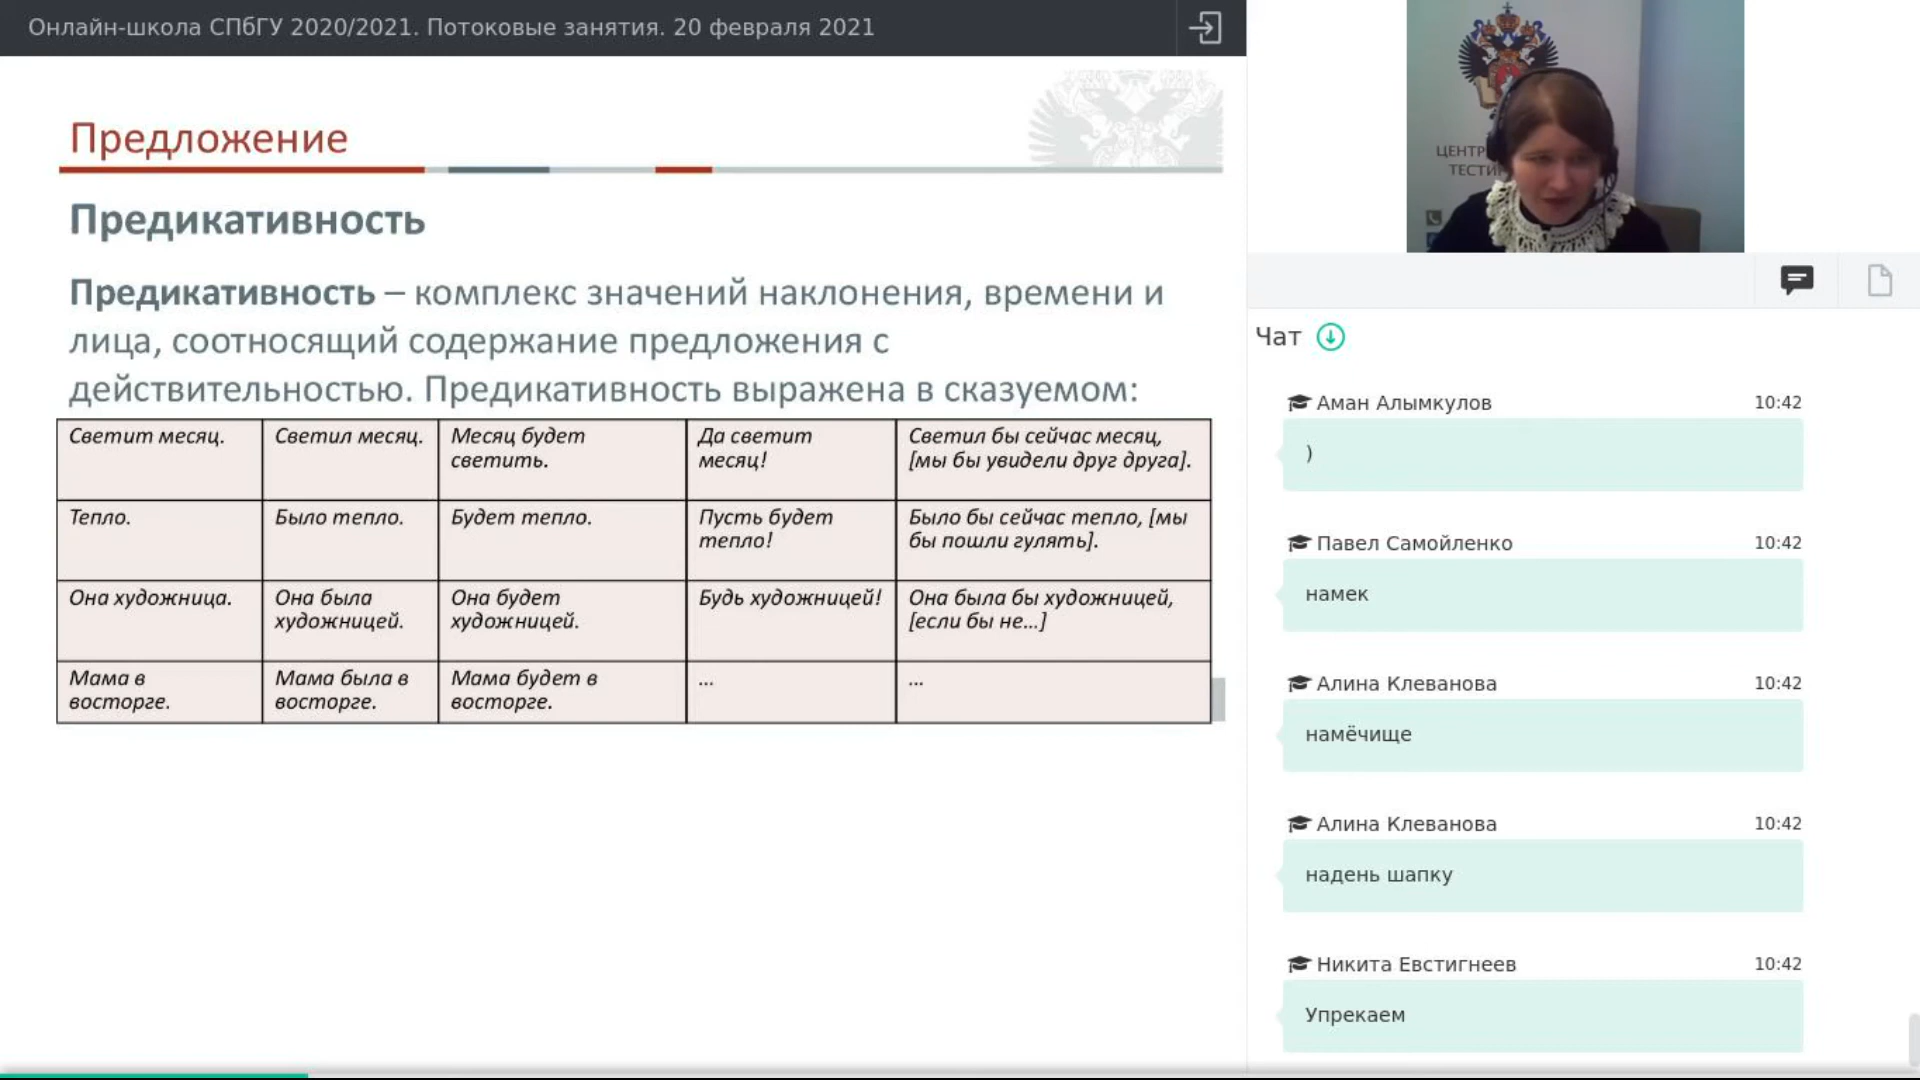 Онлайн-школа СПбГУ 2020/2021. Потоковые занятия. 20 февраля 2021
Предложение
Предикативность
Предикативность – комплекс значений наклонения, времени и
лица, соотносящий содержание предложения с
действительностью. Предикативность выражена в сказуемом:
Светит месяц.
Светил месяц.
Месяц будет
светить.
Да светит
месяц!
Светил бы сейчас месяц,
[мы бы увидели друг друга].
Тепло.
Было тепло.
Будет тепло.
Пусть будет
тепло!
Было бы сейчас тепло, [мы
бы пошли гулять].
Она художница.
Она была
художницей.
Она будет
художницей.
Будь художницей!
Она была бы художницей,
[если бы не...]
Мама в
восторге.
Мама была в
восторге.
Мама будет в
восторге.
...
...
ЦЕНТР
ТЕСТИ
Чат
Аман Алымкулов 10:42
)
Павел Самойленко 10:42
намек
Алина Клеванова 10:42
намёчище
Алина Клеванова 10:42
надень шапку
Никита Евстигнеев 10:42
Упрекаем